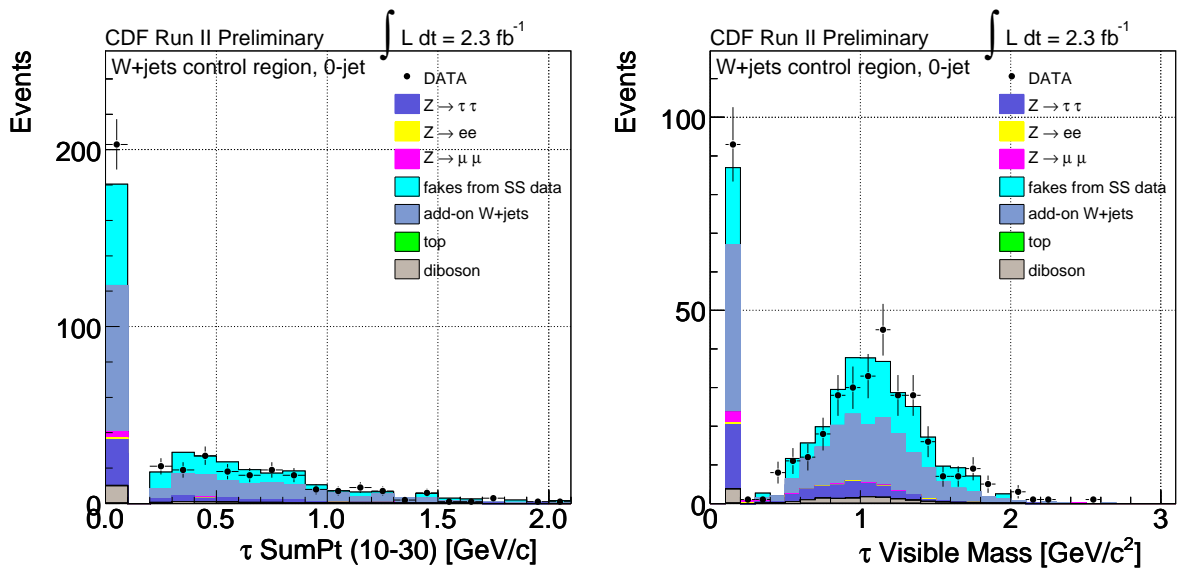 CDF Run II Preliminary ∫ L dt = 2.3 fb⁻¹
W+jets control region, 0-jet
DATA
Z→τ τ
Z→ee
Z→μ μ
fakes from SS data
add-on W+jets
top
diboson
Events
200
100
0
0.0 0.5 1.0 1.5 2.0
τ SumPt (10-30) [GeV/c]
CDF Run II Preliminary ∫ L dt = 2.3 fb⁻¹
W+jets control region, 0-jet
DATA
Z→τ τ
Z→ee
Z→μ μ
fakes from SS data
add-on W+jets
top
diboson
Events
100
50
0
0 1 2 3
τ Visible Mass [GeV/c²]